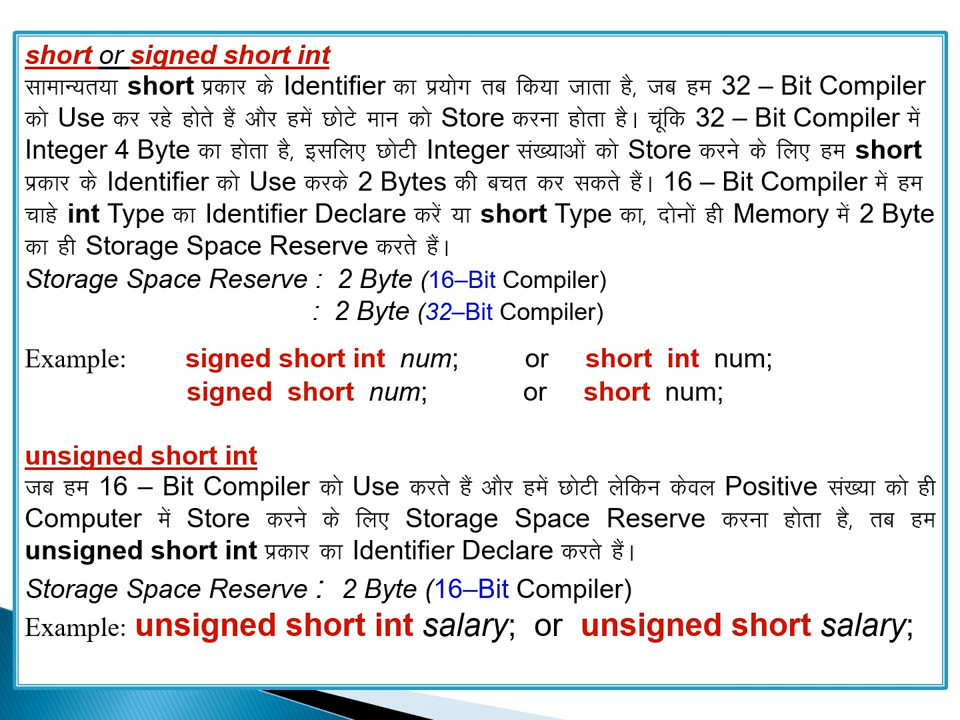 short or signed short int
सामान्यतया short प्रकार के Identifier का प्रयोग तब किया जाता है, जब हम 32 – Bit Compiler
को Use कर रहे होते हैं और हमें छोटे मान को Store करना होता है। चूंकि 32 – Bit Compiler में
Integer 4 Byte का होता है, इसलिए छोटी Integer संख्याओं को Store करने के लिए हम short
प्रकार के Identifier को Use करके 2 Bytes की बचत कर सकते हैं। 16 – Bit Compiler में हम
चाहे int Type का Identifier Declare करें या short Type का, दोनों ही Memory में 2 Byte
का ही Storage Space Reserve करते हैं।
Storage Space Reserve : 2 Byte (16–Bit Compiler)
: 2 Byte (32–Bit Compiler)
Example: signed short int num; or short int num;
signed short num; or short num;
unsigned short int
जब हम 16 – Bit Compiler को Use करते हैं और हमें छोटी लेकिन केवल Positive संख्या को ही
Computer में Store करने के लिए Storage Space Reserve करना होता है, तब हम
unsigned short int प्रकार का Identifier Declare करते हैं।
Storage Space Reserve : 2 Byte (16–Bit Compiler)
Example: unsigned short int salary; or unsigned short salary;